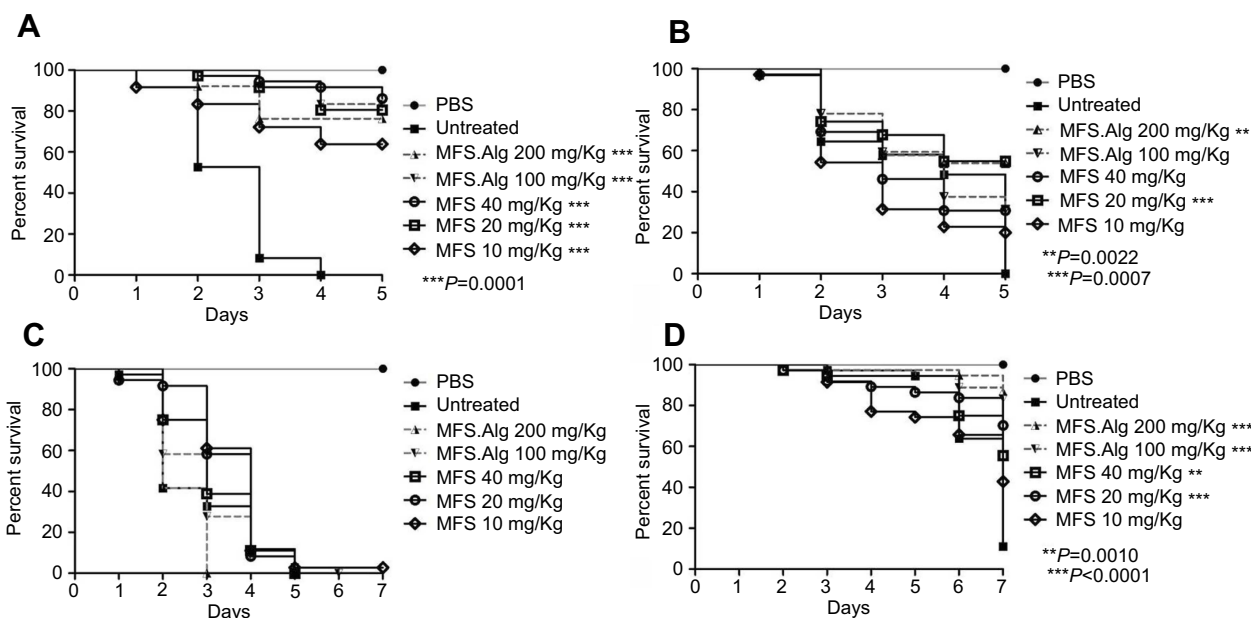 A
Percent survival
100
80
60
40
20
0
0 1 2 3 4 5
Days
PBS
Untreated
MFS.Alg 200 mg/Kg ***
MFS.Alg 100 mg/Kg ***
MFS 40 mg/Kg ***
MFS 20 mg/Kg ***
MFS 10 mg/Kg ***
***P=0.0001
B
Percent survival
100
80
60
40
20
0
0 1 2 3 4 5
Days
PBS
Untreated
MFS.Alg 200 mg/Kg **
MFS.Alg 100 mg/Kg
MFS 40 mg/Kg
MFS 20 mg/Kg ***
MFS 10 mg/Kg
**P=0.0022
***P=0.0007
C
Percent survival
100
80
60
40
20
0
0 1 2 3 4 5 6 7
Days
PBS
Untreated
MFS.Alg 200 mg/Kg
MFS.Alg 100 mg/Kg
MFS 40 mg/Kg
MFS 20 mg/Kg
MFS 10 mg/Kg
D
Percent survival
100
80
60
40
20
0
0 1 2 3 4 5 6 7
Days
PBS
Untreated
MFS.Alg 200 mg/Kg ***
MFS.Alg 100 mg/Kg ***
MFS 40 mg/Kg **
MFS 20 mg/Kg ***
MFS 10 mg/Kg
**P=0.0010
***P<0.0001